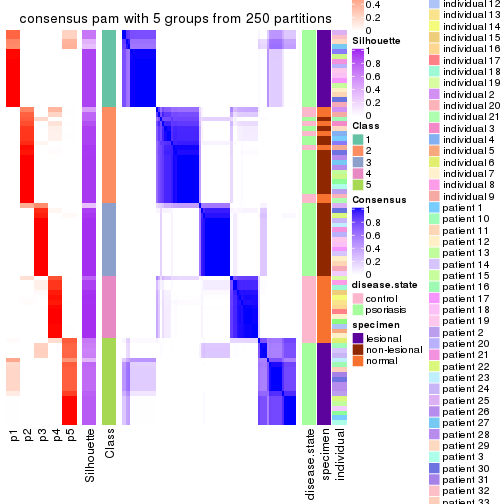 consensus pam with 5 groups from 250 partitions
p1
p2
p3
p4
p5
Silhouette
Class
disease.state
specimen
individual
0.4
0.2
0
Silhouette
1
0.8
0.6
0.4
0.2
0
Class
1
2
3
4
5
Consensus
1
0.8
0.6
0.4
0.2
0
disease.state
control
psoriasis
specimen
lesional
non-lesional
normal
individual 12
individual 13
individual 14
individual 15
individual 16
individual 17
individual 18
individual 19
individual 2
individual 20
individual 21
individual 3
individual 4
individual 5
individual 6
individual 7
individual 8
individual 9
patient 1
patient 10
patient 11
patient 12
patient 13
patient 14
patient 15
patient 16
patient 17
patient 18
patient 19
patient 2
patient 20
patient 21
patient 22
patient 23
patient 24
patient 25
patient 26
patient 27
patient 28
patient 29
patient 3
patient 30
patient 31
patient 32
patient 33